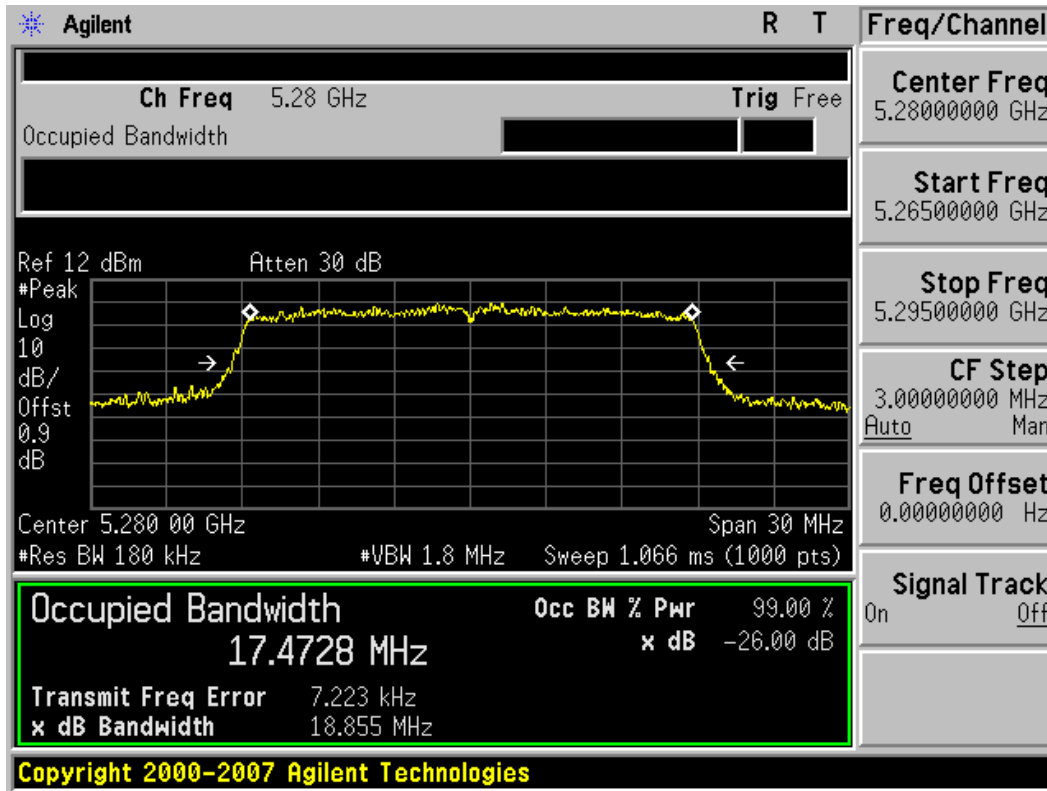 Agilent R T
Ch Freq 5.28 GHz Trig Free
Occupied Bandwidth
Ref 12 dBm Atten 30 dB
#Peak
Log
10
dB/
Offst
0.9
dB
Center 5.280 00 GHz Span 30 MHz
#Res BW 180 kHz #VBW 1.8 MHz Sweep 1.066 ms (1000 pts)
Occupied Bandwidth
17.4728 MHz
Occ BW % Pwr 99.00 %
x dB -26.00 dB
Transmit Freq Error 7.223 kHz
x dB Bandwidth 18.855 MHz
Copyright 2000-2007 Agilent Technologies
Freq/Channel
Center Freq
5.28000000 GHz
Start Freq
5.26500000 GHz
Stop Freq
5.29500000 GHz
CF Step
3.00000000 MHz
Auto Man
Freq Offset
0.00000000 Hz
Signal Track
On Off